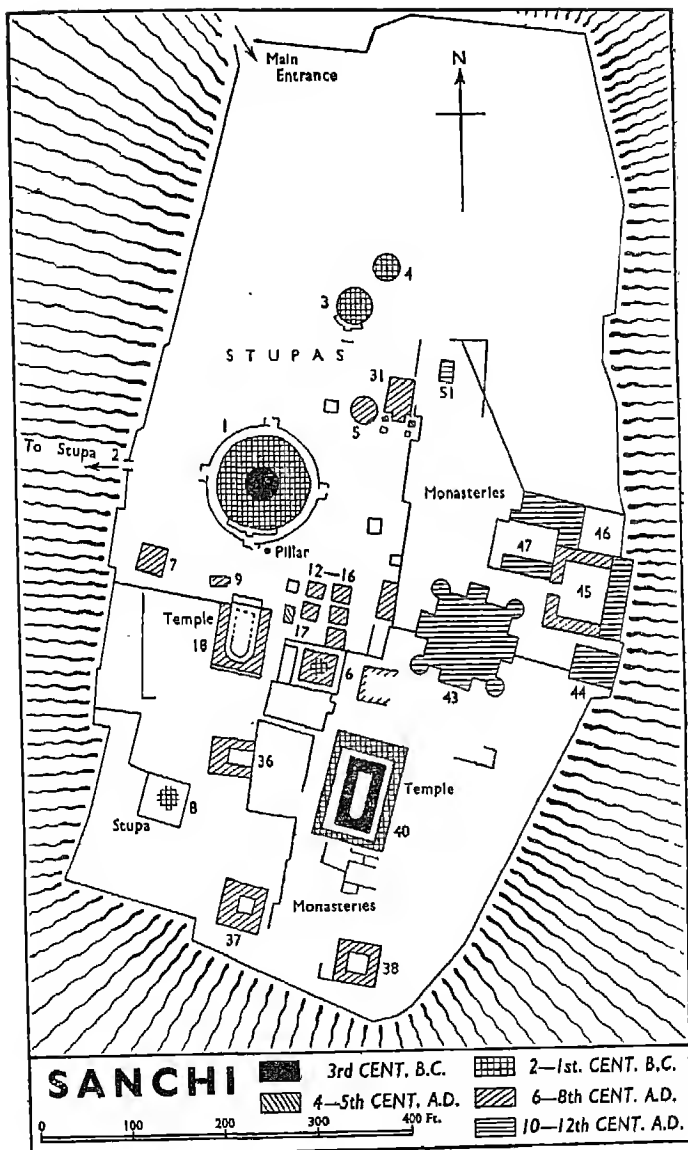 Main
Entrance
N
4
3
STUPAS
31
51
5
1
To Stupa 2
Monasteries
46
47
Pillar
7
9
12—16
45
Temple
17
18
6
43
44
36
Temple
8
Stupa
40
Monasteries
37
38
SANCHI
3rd CENT. B.C.
2—1st. CENT. B.C.
4—5th CENT. A.D.
6—8th CENT. A.D.
10—12th CENT. A.D.
0 100 200 300 400 Ft.